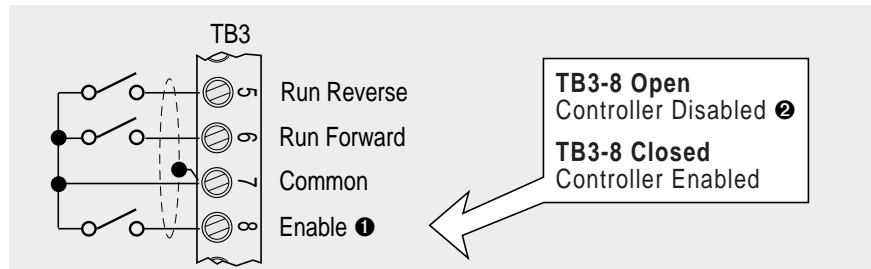 TB3
5 Run Reverse
6 Run Forward
7 Common
8 Enable ❶
TB3-8 Open
Controller Disabled ❷
TB3-8 Closed
Controller Enabled